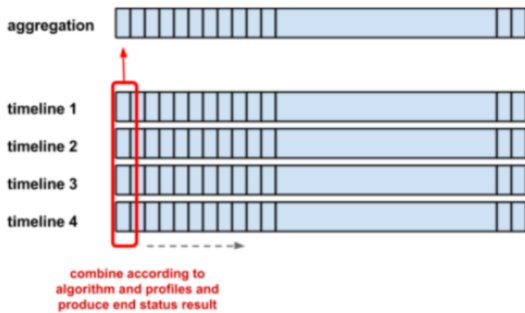 aggregation
timeline 1
timeline 2
timeline 3
timeline 4
combine according to
algorithm and profiles and
produce end status result